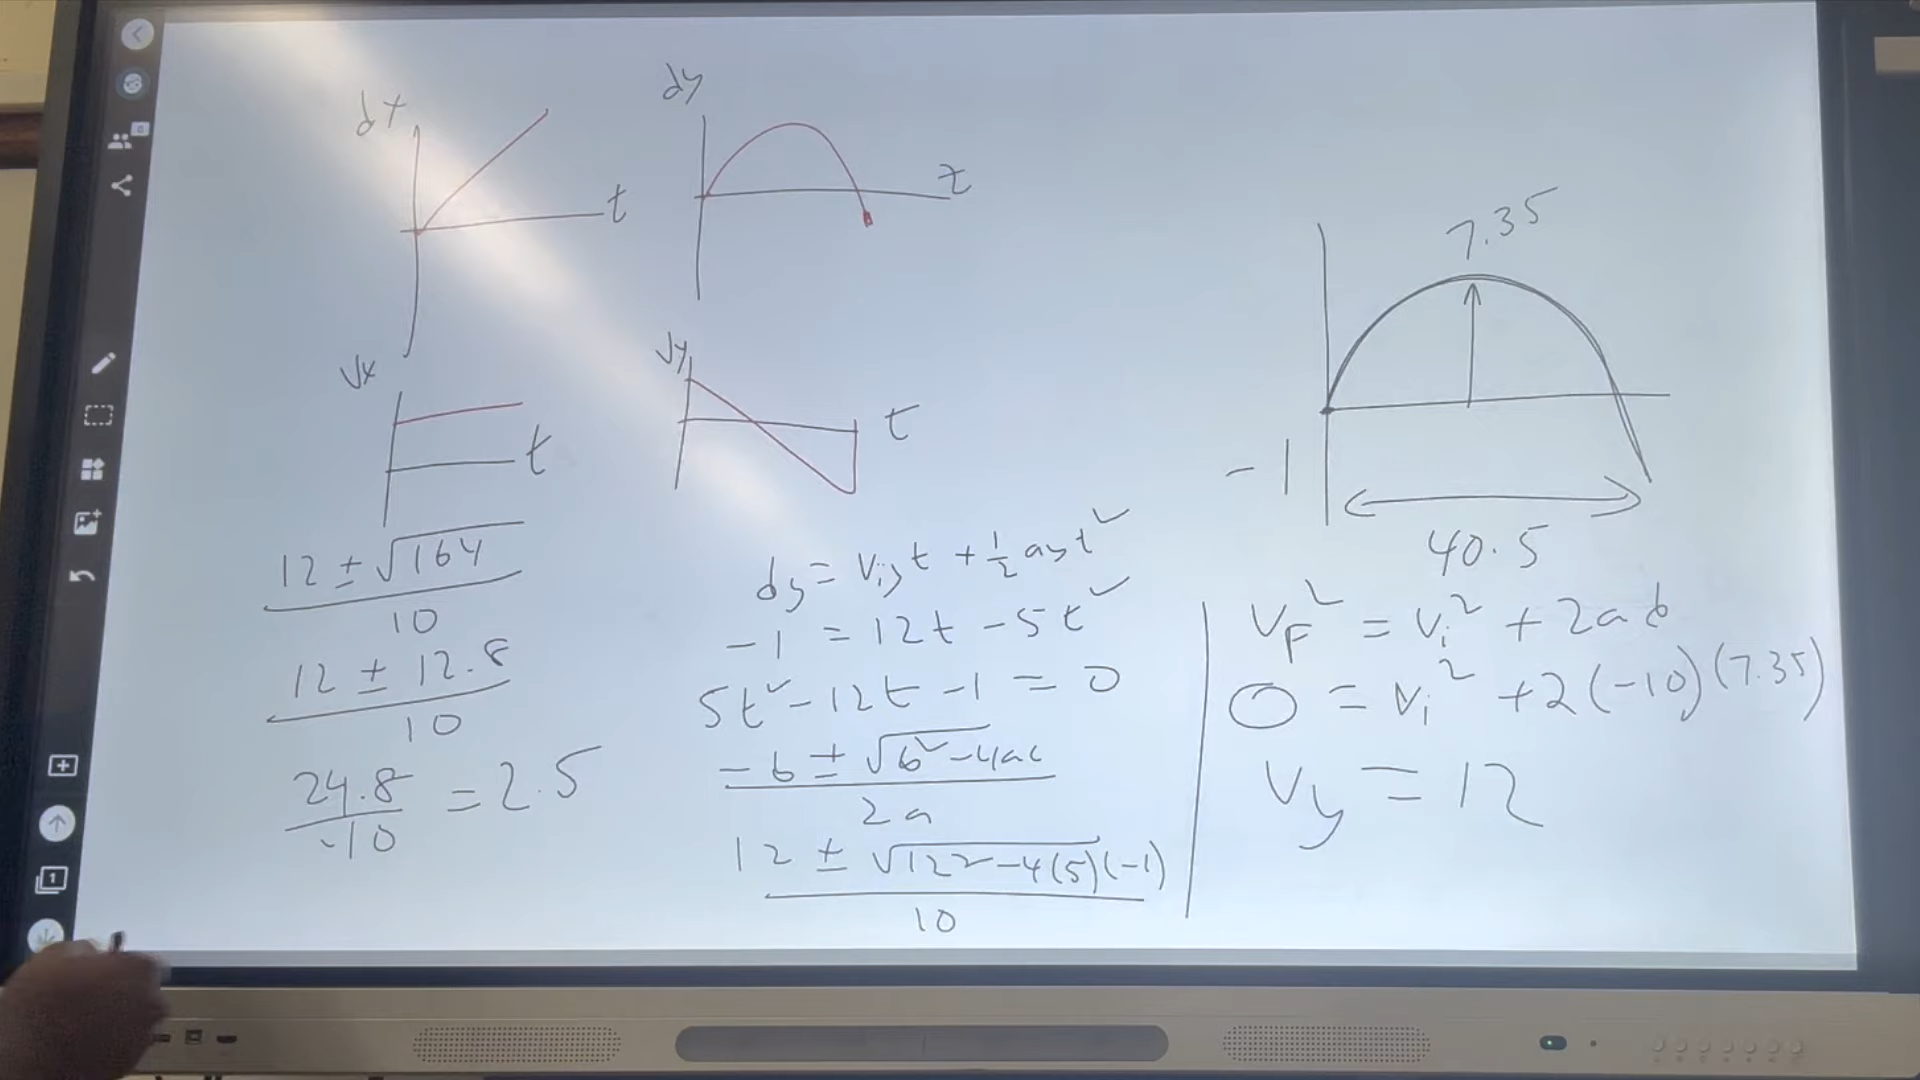 dx
t
dy
t
vx
t
vy
t
12 ± √164
10
12 ± 12.8
10
24.8 = 2.5
10
dy = viy t + 1/2 ay t²
-1 = 12t - 5t²
5t² - 12t - 1 = 0
-b ± √b² - 4ac
2a
12 ± √12² - 4(5)(-1)
10
7.35
-1
40.5
VF² = Vi² + 2ad
0 = Vi² + 2(-10)(7.35)
Vy = 12
0
1